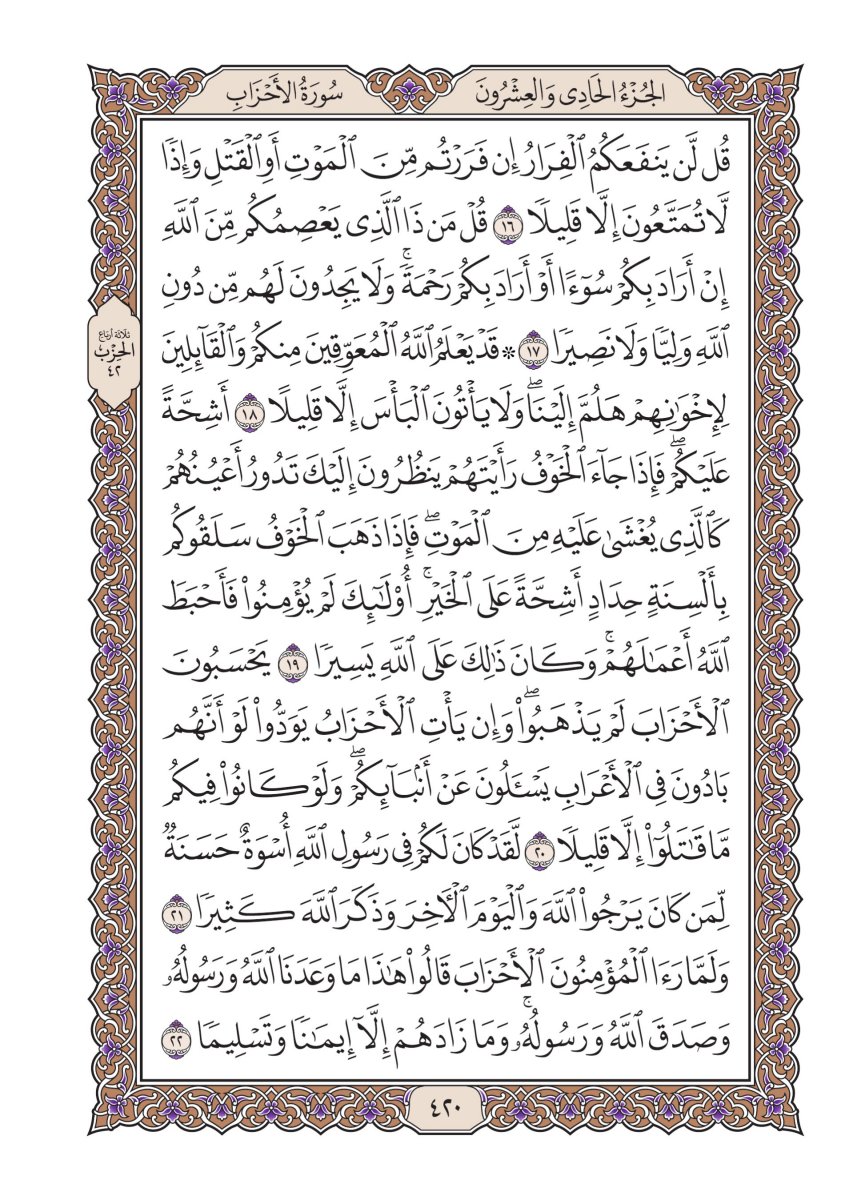 الجُزْءُ الحَادِى وَالعِشْرُونَ
سُورَةُ الأَحْزَابِ
قُل لَّن يَنفَعَكُمُ ٱلْفِرَارُ إِن فَرَرْتُم مِّنَ ٱلْمَوْتِ أَوِ ٱلْقَتْلِ وَإِذًا
لَّا تُمَتَّعُونَ إِلَّا قَلِيلًا ١٦ قُلْ مَن ذَا ٱلَّذِى يَعْصِمُكُم مِّنَ ٱللَّهِ
إِنْ أَرَادَ بِكُمْ سُوٓءًا أَوْ أَرَادَ بِكُمْ رَحْمَةً ۚ وَلَا يَجِدُونَ لَهُم مِّن دُونِ
ٱللَّهِ وَلِيًّا وَلَا نَصِيرًا ١٧ * قَدْ يَعْلَمُ ٱللَّهُ ٱلْمُعَوِّقِينَ مِنكُمْ وَٱلْقَآئِلِينَ
لِإِخْوَٰنِهِمْ هَلُمَّ إِلَيْنَا ۖ وَلَا يَأْتُونَ ٱلْبَأْسَ إِلَّا قَلِيلًا ١٨ أَشِحَّةً
عَلَيْكُمْ ۖ فَإِذَا جَآءَ ٱلْخَوْفُ رَأَيْتَهُمْ يَنظُرُونَ إِلَيْكَ تَدُورُ أَعْيُنُهُمْ
كَٱلَّذِى يُغْشَىٰ عَلَيْهِ مِنَ ٱلْمَوْتِ ۖ فَإِذَا ذَهَبَ ٱلْخَوْفُ سَلَقُوكُم
بِأَلْسِنَةٍ حِدَادٍ أَشِحَّةً عَلَى ٱلْخَيْرِ ۚ أُو۟لَٰٓئِكَ لَمْ يُؤْمِنُوا۟ فَأَحْبَطَ
ٱللَّهُ أَعْمَٰلَهُمْ ۚ وَكَانَ ذَٰلِكَ عَلَى ٱللَّهِ يَسِيرًا ١٩ يَحْسَبُونَ
ٱلْأَحْزَابَ لَمْ يَذْهَبُوا۟ ۖ وَإِن يَأْتِ ٱلْأَحْزَابُ يَوَدُّوا۟ لَوْ أَنَّهُم
بَادُونَ فِى ٱلْأَعْرَابِ يَسْـَٔلُونَ عَنْ أَنۢبَآئِكُمْ ۖ وَلَوْ كَانُوا۟ فِيكُم
مَّا قَٰتَلُوٓا۟ إِلَّا قَلِيلًا ٢٠ لَّقَدْ كَانَ لَكُمْ فِى رَسُولِ ٱللَّهِ أُسْوَةٌ حَسَنَةٌ
لِّمَن كَانَ يَرْجُوا۟ ٱللَّهَ وَٱلْيَوْمَ ٱلْـَٔاخِرَ وَذَكَرَ ٱللَّهَ كَثِيرًا ٢١
وَلَمَّا رَءَا ٱلْمُؤْمِنُونَ ٱلْأَحْزَابَ قَالُوا۟ هَٰذَا مَا وَعَدَنَا ٱللَّهُ وَرَسُولُهُۥ
وَصَدَقَ ٱللَّهُ وَرَسُولُهُۥ ۚ وَمَا زَادَهُمْ إِلَّآ إِيمَٰنًا وَتَسْلِيمًا ٢٢
ثلاثة أرباع
الحزب
٤٢
٤٢٠